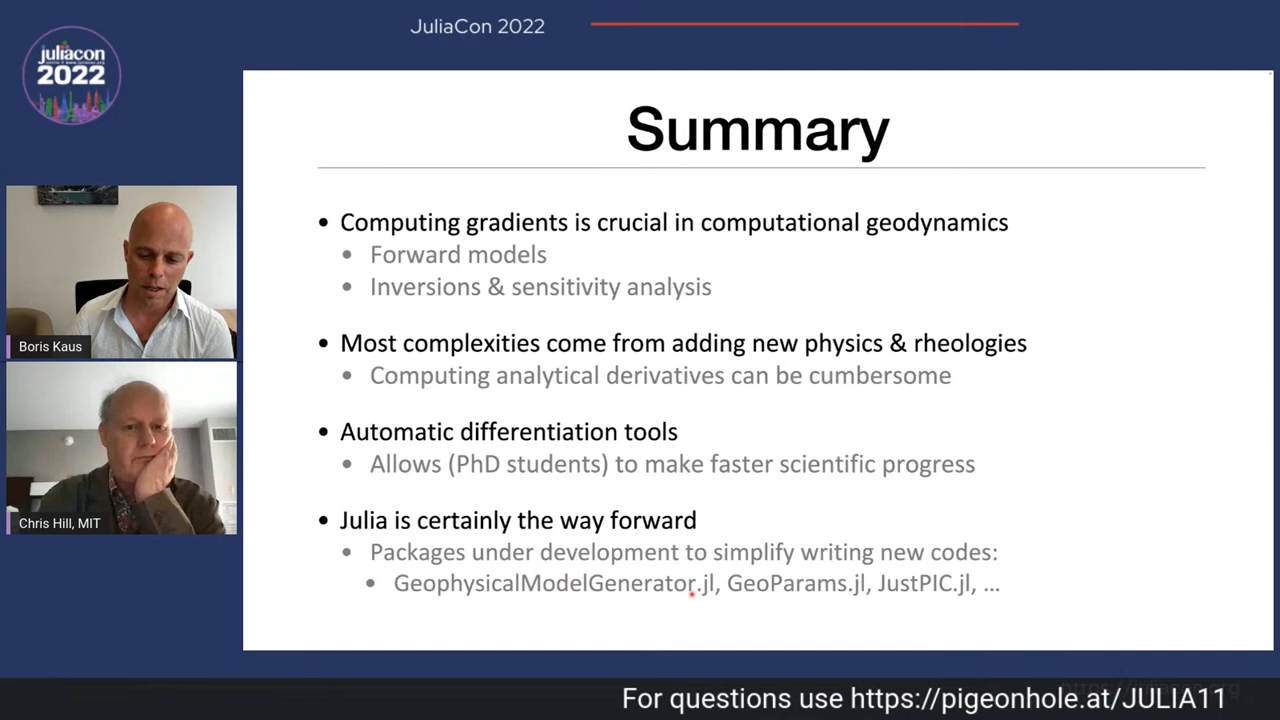 JuliaCon 2022
juliacon
2022
Summary
• Computing gradients is crucial in computational geodynamics
• Forward models
• Inversions & sensitivity analysis
• Most complexities come from adding new physics & rheologies
• Computing analytical derivatives can be cumbersome
• Automatic differentiation tools
• Allows (PhD students) to make faster scientific progress
• Julia is certainly the way forward
• Packages under development to simplify writing new codes:
• GeophysicalModelGenerator.jl, GeoParams.jl, JustPIC.jl, ...
Boris Kaus
Chris Hill, MIT
For questions use https://pigeonhole.at/JULIA11